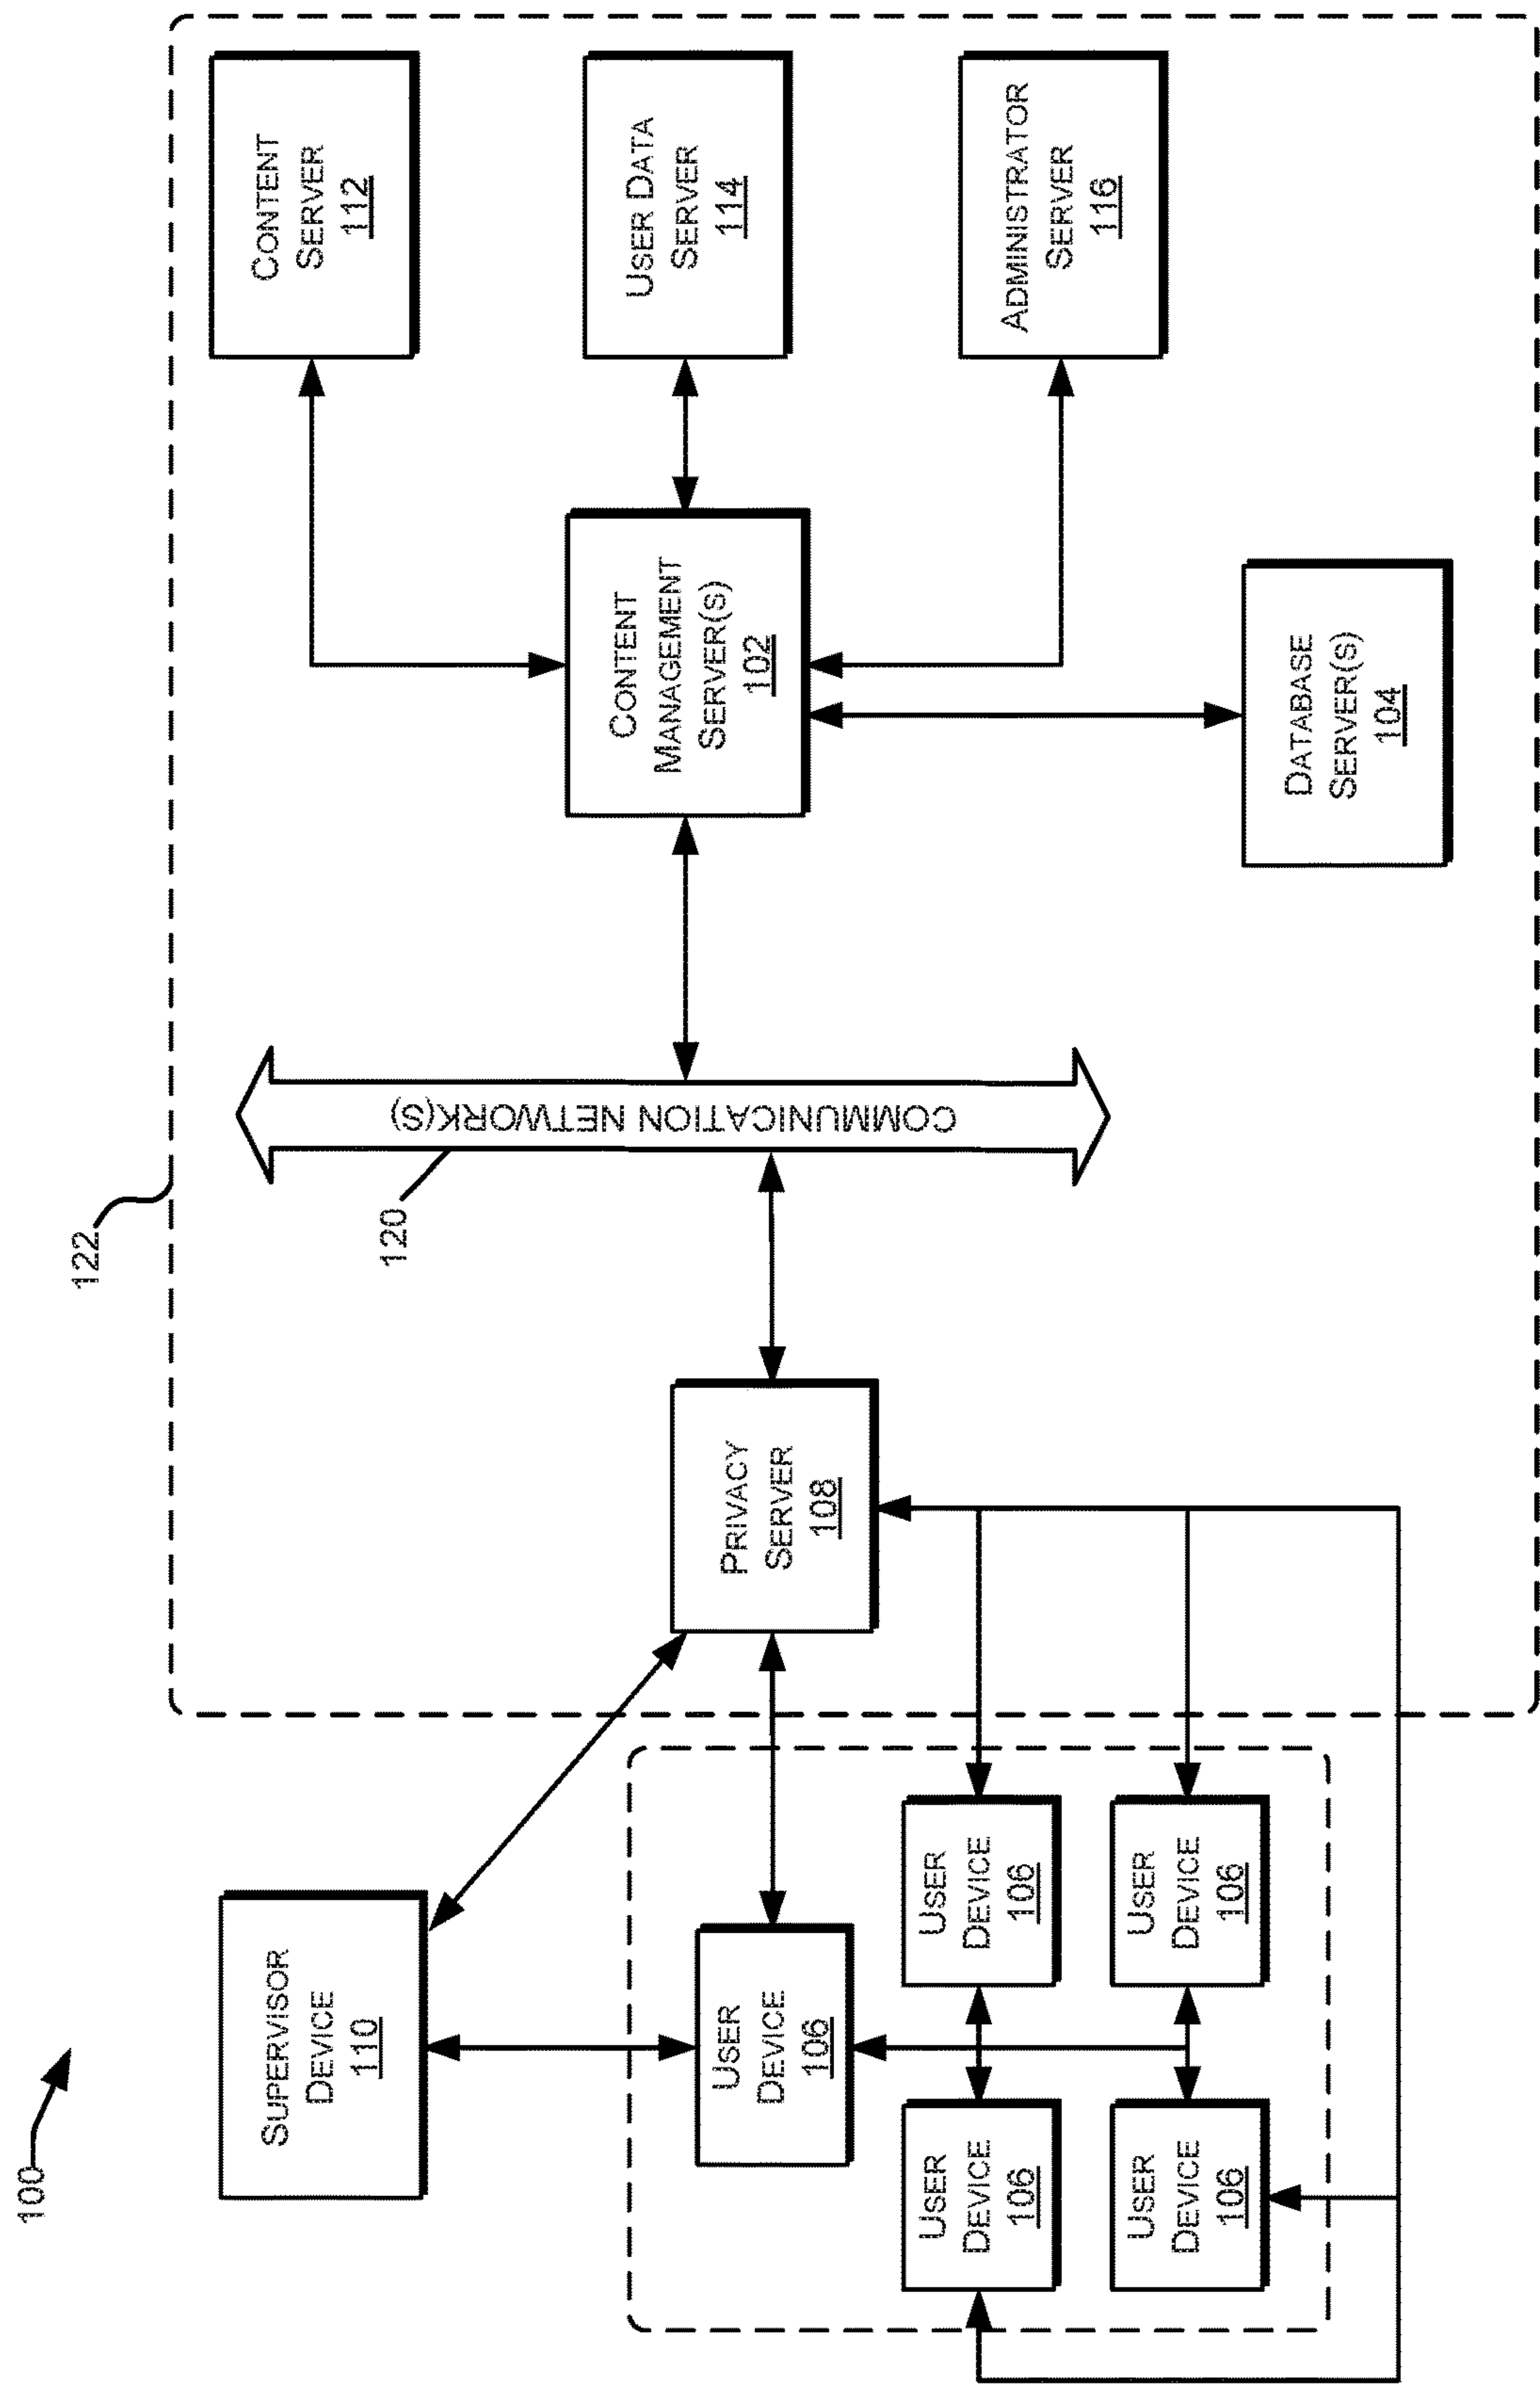 100
SUPERVISOR
DEVICE
110
USER
DEVICE
106
USER
DEVICE
106
USER
DEVICE
106
USER
DEVICE
106
USER
DEVICE
106
122
PRIVACY
SERVER
108
120
COMMUNICATION NETWORK(S)
CONTENT
MANAGEMENT
SERVER(S)
102
DATABASE
SERVER(S)
104
CONTENT
SERVER
112
USER DATA
SERVER
114
ADMINISTRATOR
SERVER
116